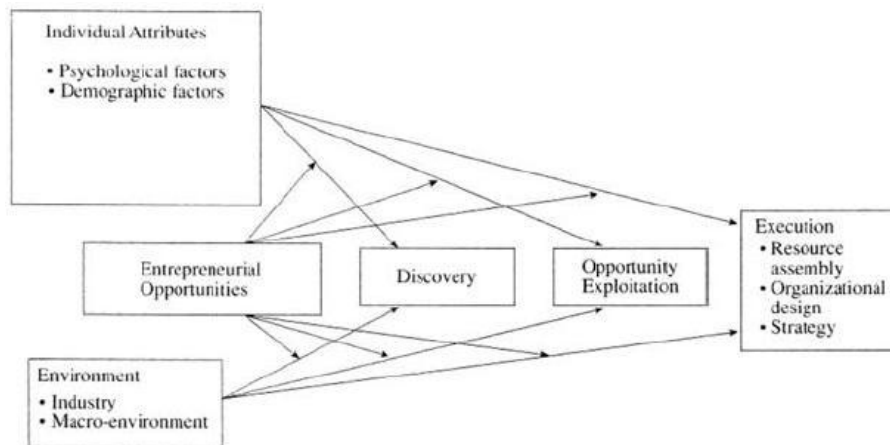 Individual Attributes
• Psychological factors
• Demographic factors
Entrepreneurial
Opportunities
Discovery
Opportunity
Exploitation
Execution
• Resource
assembly
• Organizational
design
• Strategy
Environment
• Industry
• Macro-environment